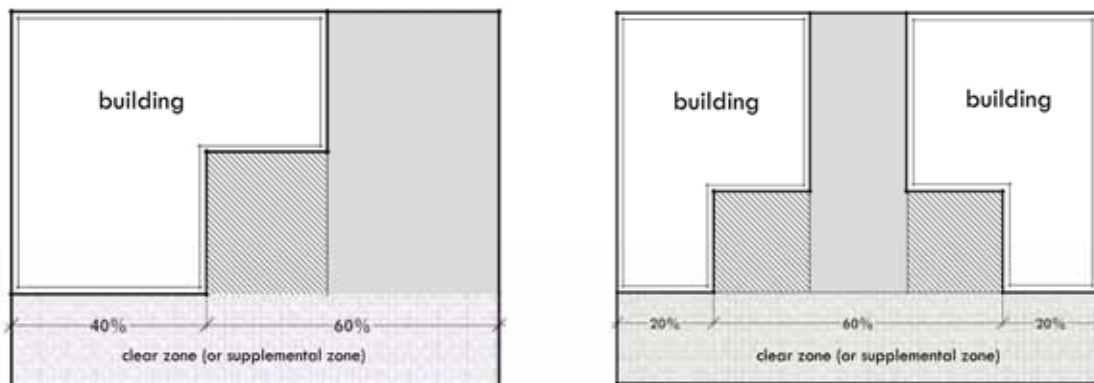 building
building
building
40%
60%
20%
60%
20%
clear zone (or supplemental zone)
clear zone (or supplemental zone)